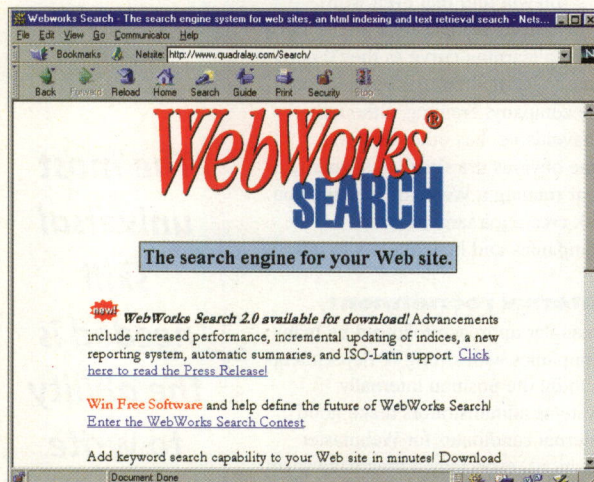 Webworks Search - The search engine system for web sites, an html indexing and text retrieval search - Nets...
File Edit View Go Communicator Help
Bookmarks Netsite: http://www.quadralay.com/Search/
Back Forward Reload Home Search Guide Print Security Stop
N
WebWorks®
SEARCH
The search engine for your Web site.
new! WebWorks Search 2.0 available for download! Advancements
include increased performance, incremental updating of indices, a new
reporting system, automatic summaries, and ISO-Latin support. Click
here to read the Press Release!
Win Free Software and help define the future of WebWorks Search!
Enter the WebWorks Search Contest.
Add keyword search capability to your Web site in minutes! Download
Document: Done